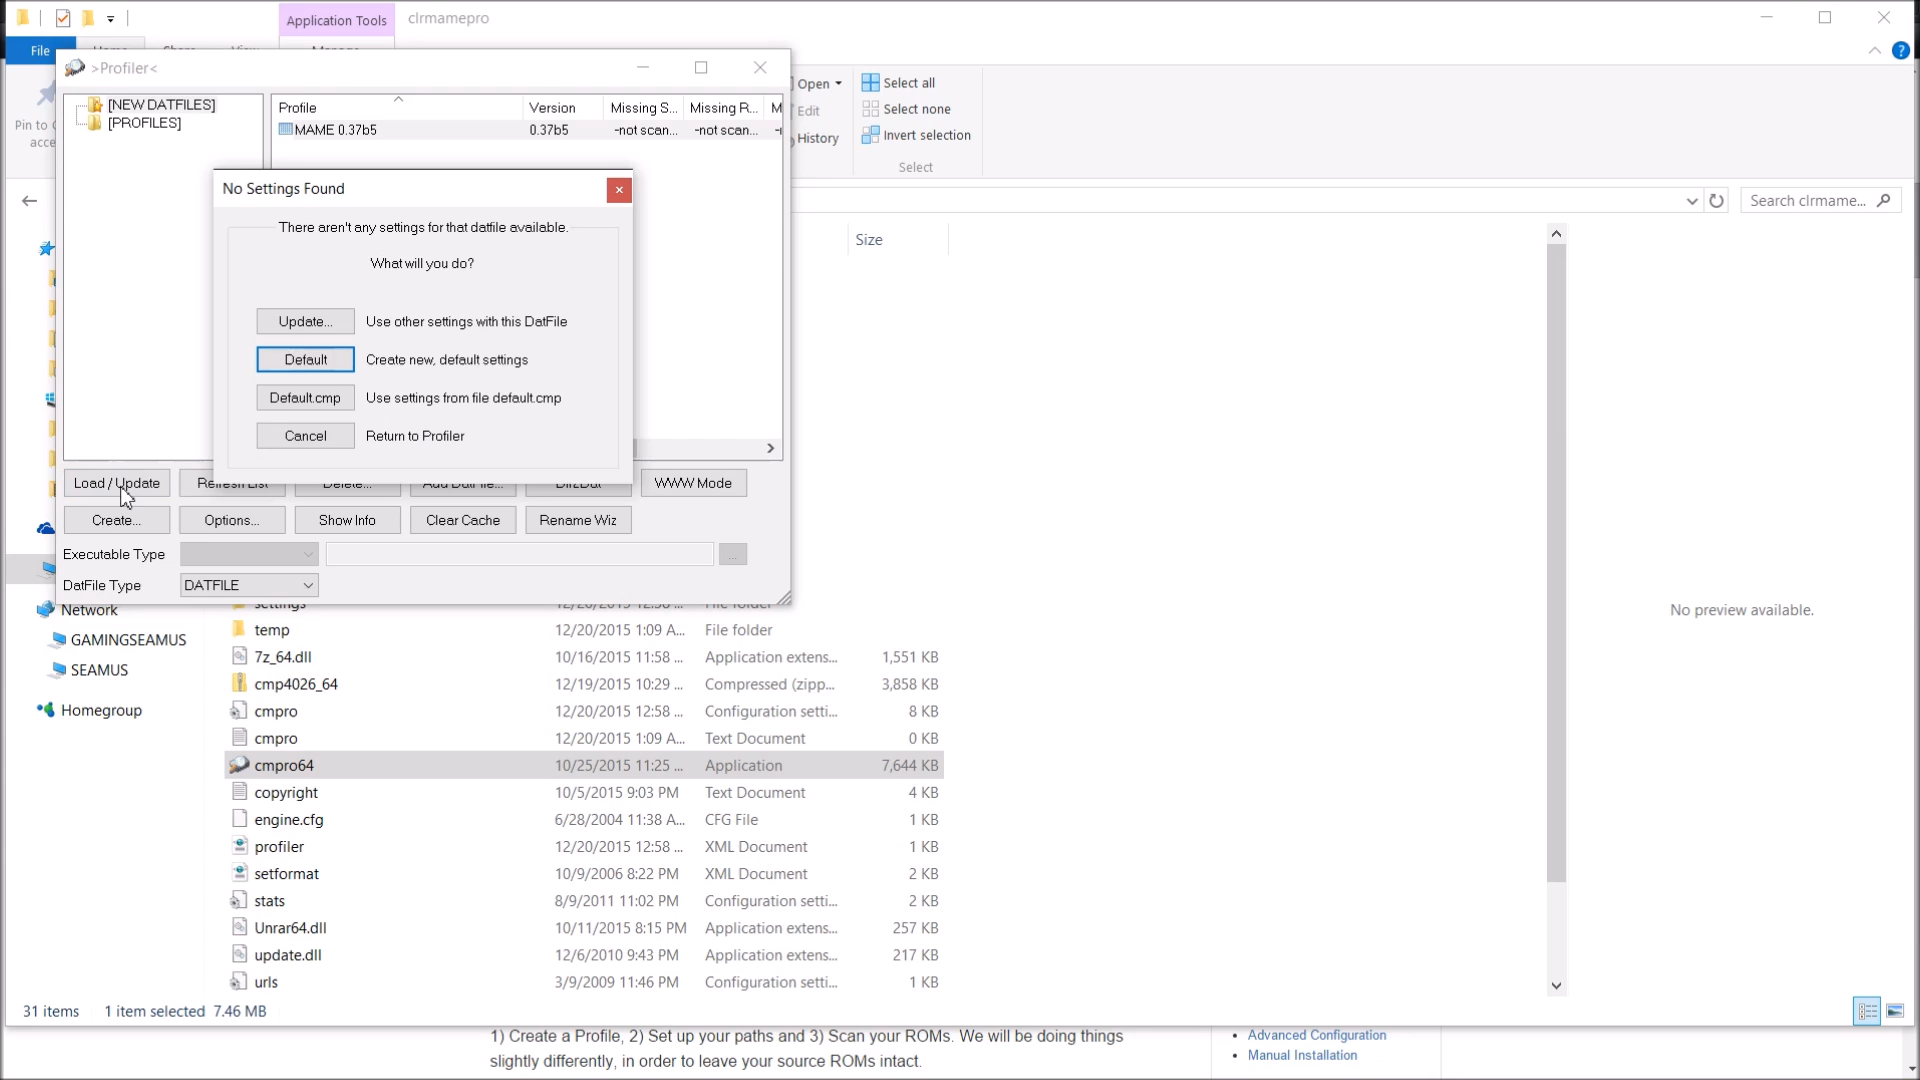 Application Tools
clrmamepro
File
>Profiler<
[NEW DATFILES]
[PROFILES]
Profile
Version
Missing S...
Missing R...
M
MAME 0.37b5
0.37b5
-not scan...
-not scan...
Pin to
acce
Open
Edit
History
Select all
Select none
Invert selection
Select
Search clrmame...
No Settings Found
There aren't any settings for that datfile available.
What will you do?
Update...
Use other settings with this DatFile
Default
Create new, default settings
Default.cmp
Use settings from file default.cmp
Cancel
Return to Profiler
Size
Load / Update
Refresh List
Delete...
Add DatFile...
Dir2Dat
WWW Mode
Create...
Options...
Show Info
Clear Cache
Rename Wiz
Executable Type
...
DatFile Type
DATFILE
Network
GAMINGSEAMUS
SEAMUS
Homegroup
settings
File folder
temp
12/20/2015 1:09 A...
File folder
7z_64.dll
10/16/2015 11:58 ...
Application extens...
1,551 KB
cmp4026_64
12/19/2015 10:29 ...
Compressed (zipp...
3,858 KB
cmpro
12/20/2015 12:58 ...
Configuration setti...
8 KB
cmpro
12/20/2015 1:09 A...
Text Document
0 KB
cmpro64
10/25/2015 11:25 ...
Application
7,644 KB
copyright
10/5/2015 9:03 PM
Text Document
4 KB
engine.cfg
6/28/2004 11:38 A...
CFG File
1 KB
profiler
12/20/2015 12:58 ...
XML Document
1 KB
setformat
10/9/2006 8:22 PM
XML Document
2 KB
stats
8/9/2011 11:02 PM
Configuration setti...
2 KB
Unrar64.dll
10/11/2015 8:15 PM
Application extens...
257 KB
update.dll
12/6/2010 9:43 PM
Application extens...
217 KB
urls
3/9/2009 11:46 PM
Configuration setti...
1 KB
No preview available.
31 items
1 item selected 7.46 MB
1) Create a Profile, 2) Set up your paths and 3) Scan your ROMs. We will be doing things
slightly differently, in order to leave your source ROMs intact.
Advanced Configuration
Manual Installation